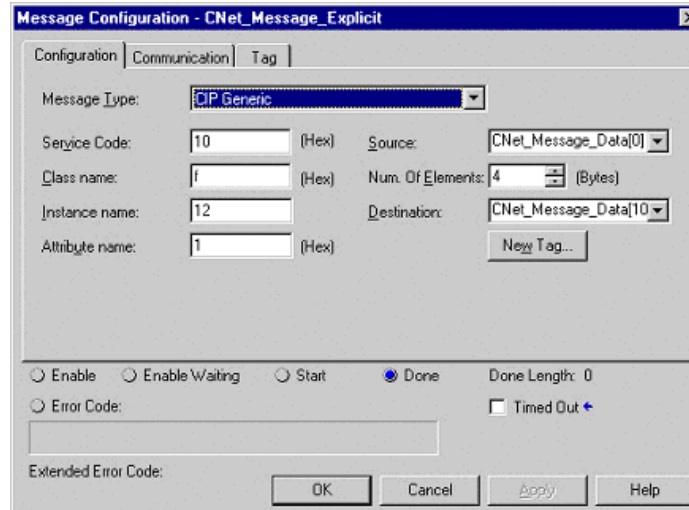 Message Configuration - CNet_Message_Explicit
Configuration Communication Tag
Message Type: CIP Generic
Service Code: 10 (Hex) Source: CNet_Message_Data[0]
Class name: f (Hex) Num. Of Elements: 4 (Bytes)
Instance name: 12 Destination: CNet_Message_Data[10
Attribute name: 1 (Hex) New Tag...
Enable Enable Waiting Start Done Done Length: 0
Error Code: Timed Out
Extended Error Code:
OK Cancel Apply Help